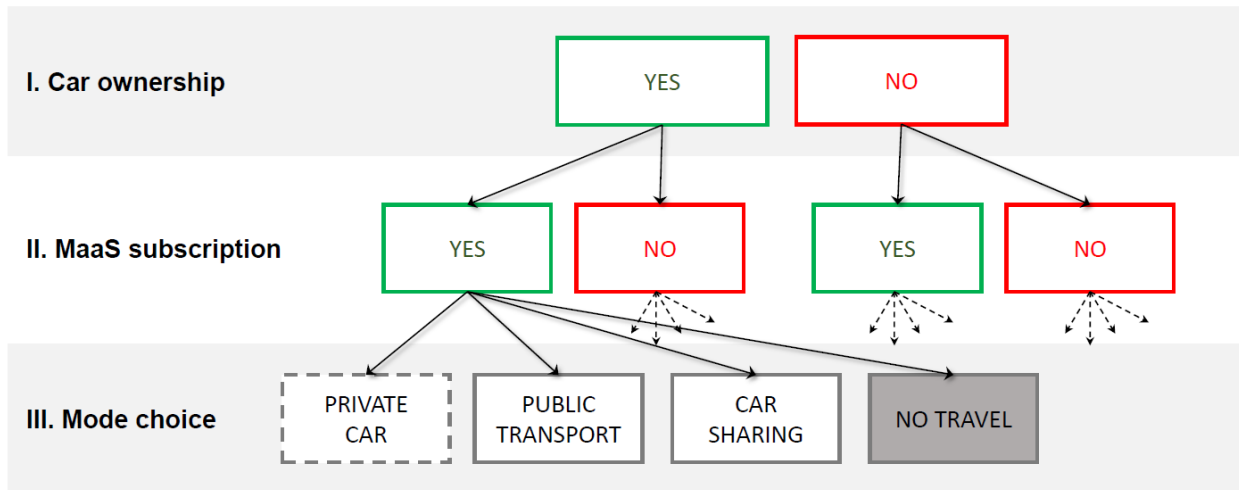 I. Car ownership
YES
NO
II. MaaS subscription
YES
NO
YES
NO
III. Mode choice
PRIVATE
CAR
PUBLIC
TRANSPORT
CAR
SHARING
NO TRAVEL